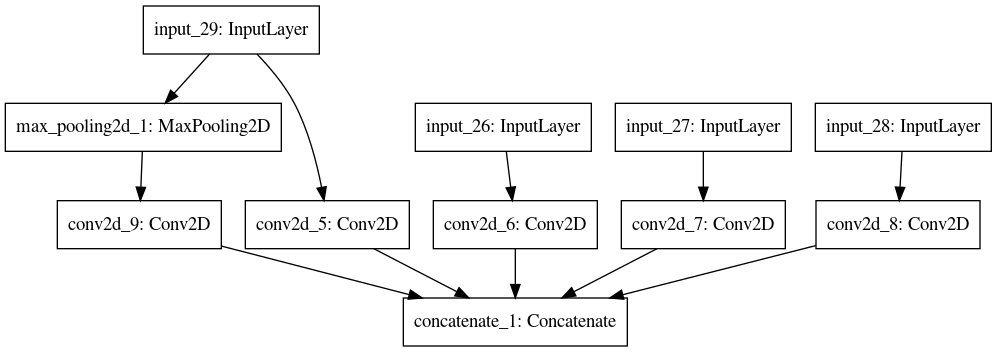 input_29: InputLayer
max_pooling2d_1: MaxPooling2D
input_26: InputLayer
input_27: InputLayer
input_28: InputLayer
conv2d_9: Conv2D
conv2d_5: Conv2D
conv2d_6: Conv2D
conv2d_7: Conv2D
conv2d_8: Conv2D
concatenate_1: Concatenate